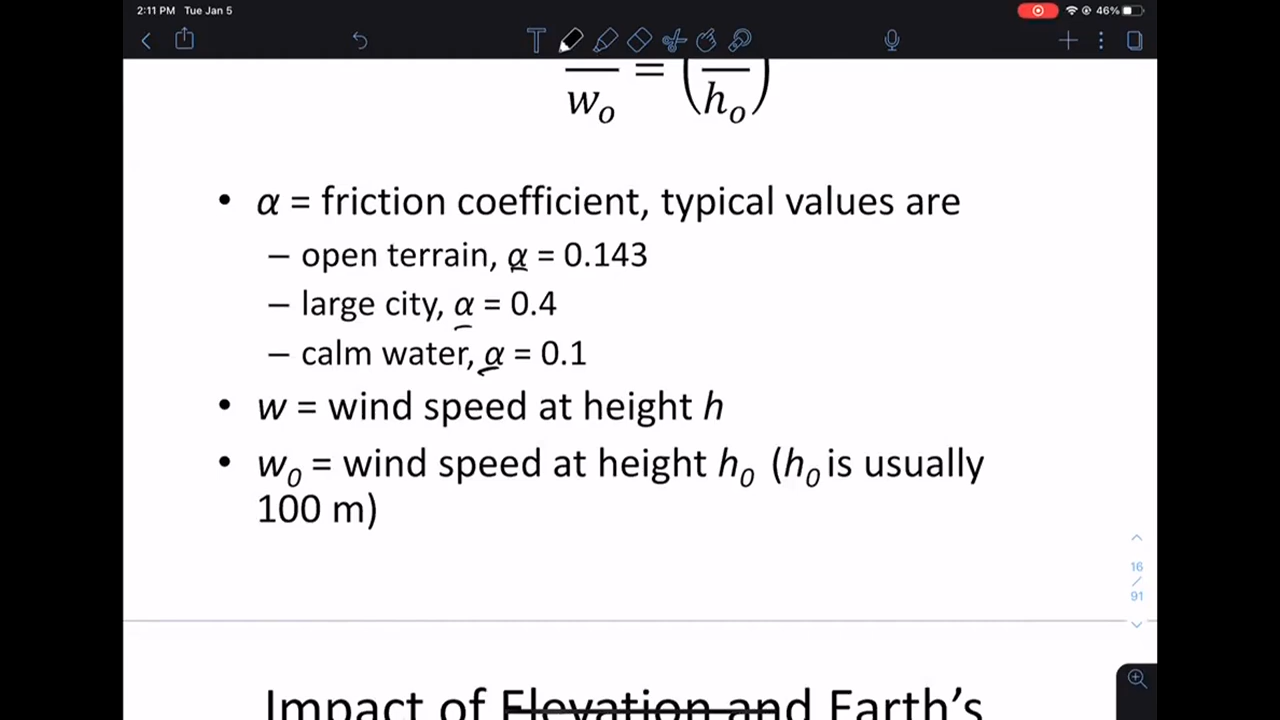 2:11 PM Tue Jan 5 46%
T
w₀ = (h₀)
• α = friction coefficient, typical values are
– open terrain, α = 0.143
– large city, α = 0.4
– calm water, α = 0.1
• w = wind speed at height h
• w₀ = wind speed at height h₀ (h₀ is usually
100 m)
16
/
91
Impact of Elevation and Earth’s